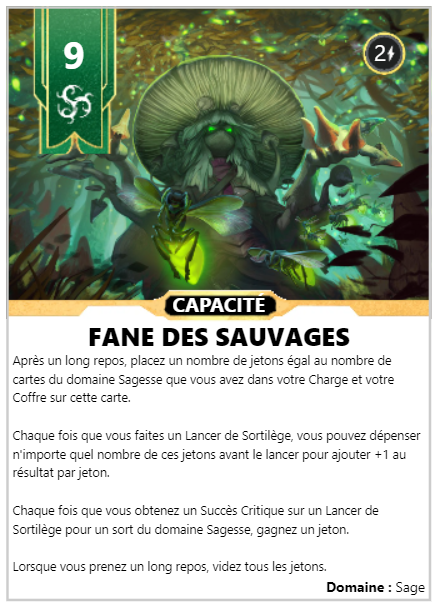 9
2
CAPACITÉ
FANE DES SAUVAGES
Après un long repos, placez un nombre de jetons égal au nombre de
cartes du domaine Sagesse que vous avez dans votre Charge et votre
Coffre sur cette carte.
Chaque fois que vous faites un Lancer de Sortilège, vous pouvez dépenser
n'importe quel nombre de ces jetons avant le lancer pour ajouter +1 au
résultat par jeton.
Chaque fois que vous obtenez un Succès Critique sur un Lancer de
Sortilège pour un sort du domaine Sagesse, gagnez un jeton.
Lorsque vous prenez un long repos, videz tous les jetons.
Domaine : Sage